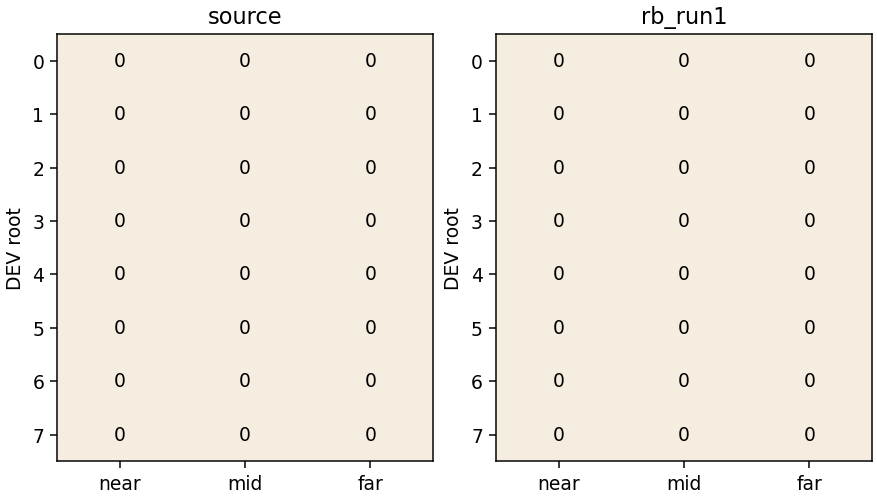 source rb_run1
0 0 0 0 0 0 0 0
1 0 0 0 1 0 0 0
2 0 0 0 2 0 0 0
3 0 0 0 3 0 0 0
4 0 0 0 4 0 0 0
5 0 0 0 5 0 0 0
6 0 0 0 6 0 0 0
7 0 0 0 7 0 0 0
near mid far near mid far
DEV root
DEV root